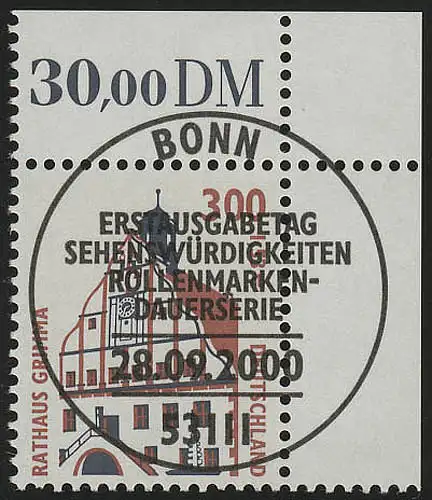 30,00 DM
BONN
300
ERSTAUSGABETAG
SEHENSWÜRDIGKEITEN
ROLLENMARKEN-
DAUERSERIE
28.09.2000
53111
RATHAUS GRIMMA
DEUTSCHLAND